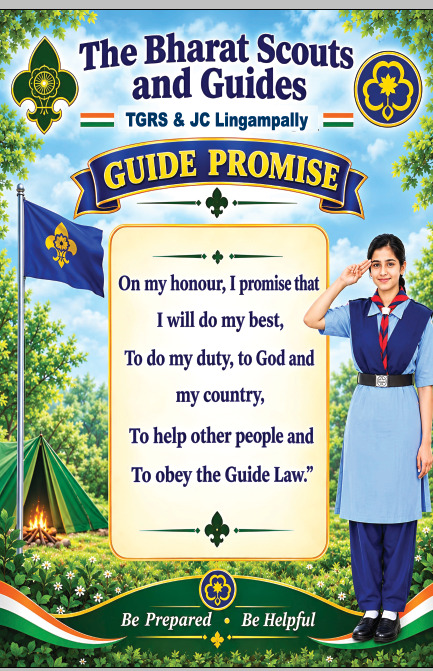 The Bharat Scouts
and Guides
TGRS & JC Lingampally
GUIDE PROMISE
On my honour, I promise that
I will do my best,
To do my duty, to God and
my country,
To help other people and
To obey the Guide Law.”
Be Prepared • Be Helpful